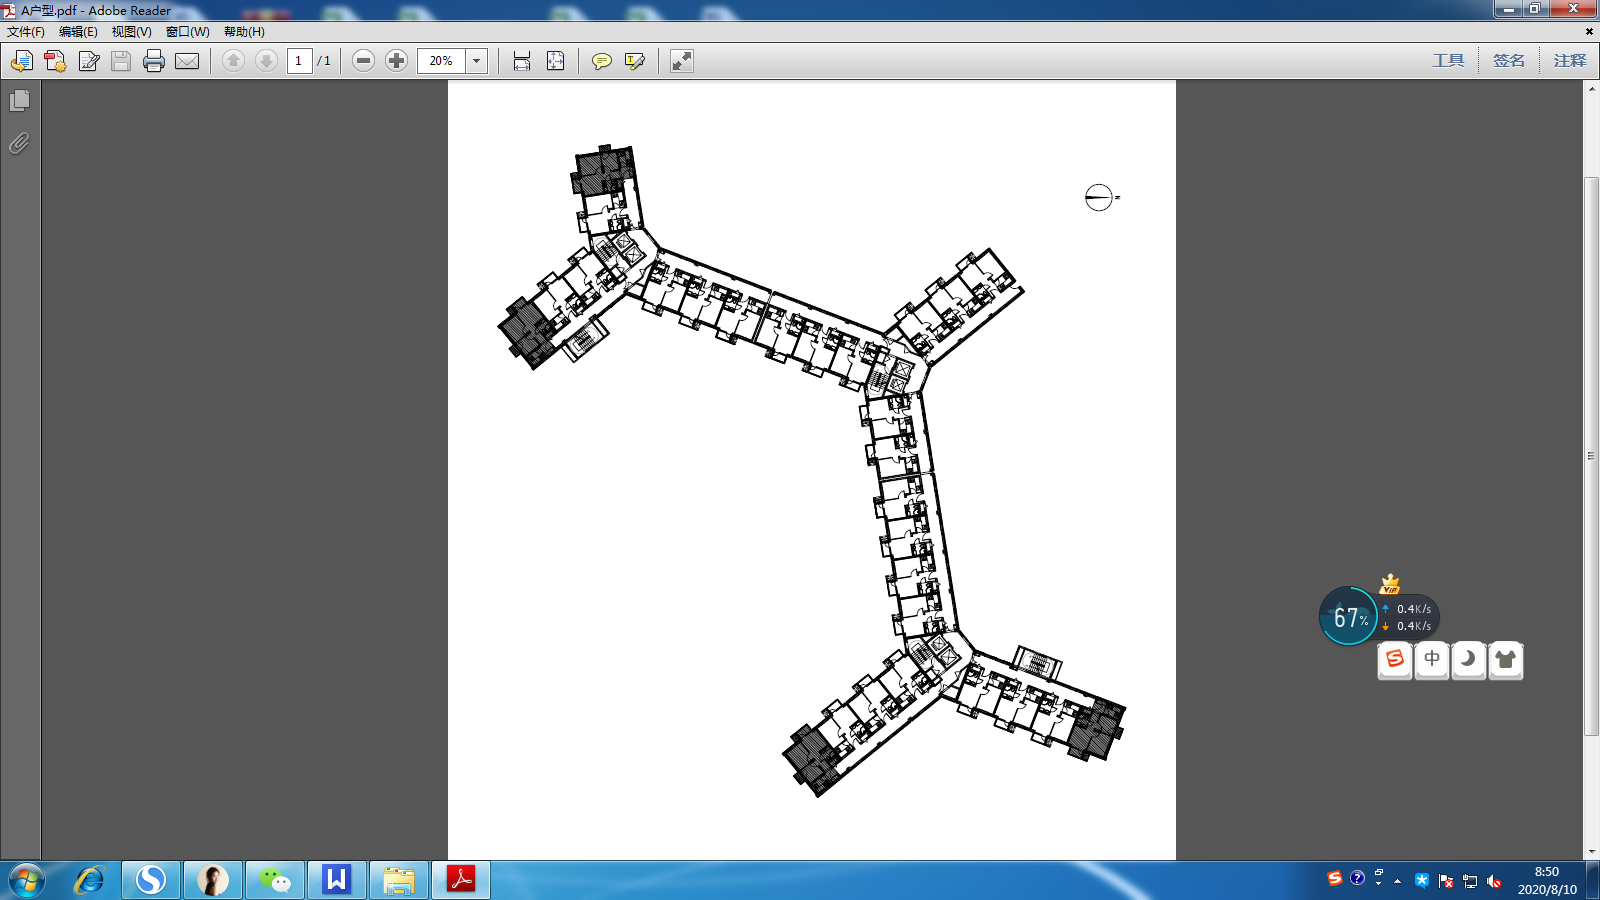 A户型.pdf - Adobe Reader
文件(F) 编辑(E) 视图(V) 窗口(W) 帮助(H)
1 / 1 20% 工具 签名 注释
VIP
67% 0.4K/s
0.4K/s
中
8:50
2020/8/10